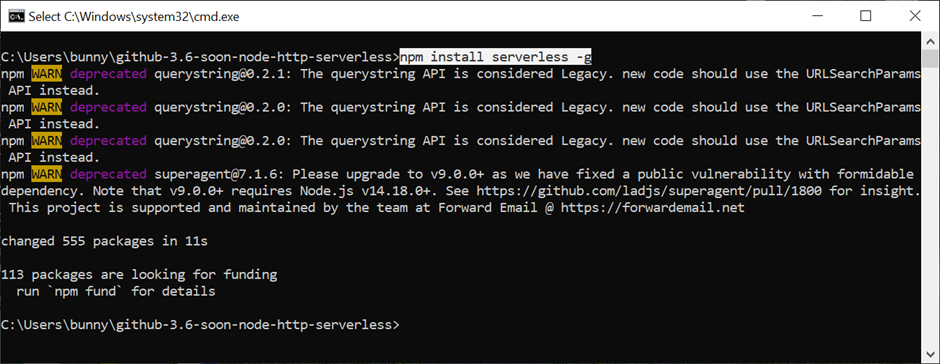 Select C:\Windows\system32\cmd.exe
C:\Users\bunny\github-3.6-soon-node-http-serverless>npm install serverless -g
npm WARN deprecated querystring@0.2.1: The querystring API is considered Legacy. new code should use the URLSearchParams
API instead.
npm WARN deprecated querystring@0.2.0: The querystring API is considered Legacy. new code should use the URLSearchParams
API instead.
npm WARN deprecated querystring@0.2.0: The querystring API is considered Legacy. new code should use the URLSearchParams
API instead.
npm WARN deprecated superagent@7.1.6: Please upgrade to v9.0.0+ as we have fixed a public vulnerability with formidable
dependency. Note that v9.0.0+ requires Node.js v14.18.0+. See https://github.com/ladjs/superagent/pull/1800 for insight.
This project is supported and maintained by the team at Forward Email @ https://forwardemail.net
changed 555 packages in 11s
113 packages are looking for funding
run `npm fund` for details
C:\Users\bunny\github-3.6-soon-node-http-serverless>